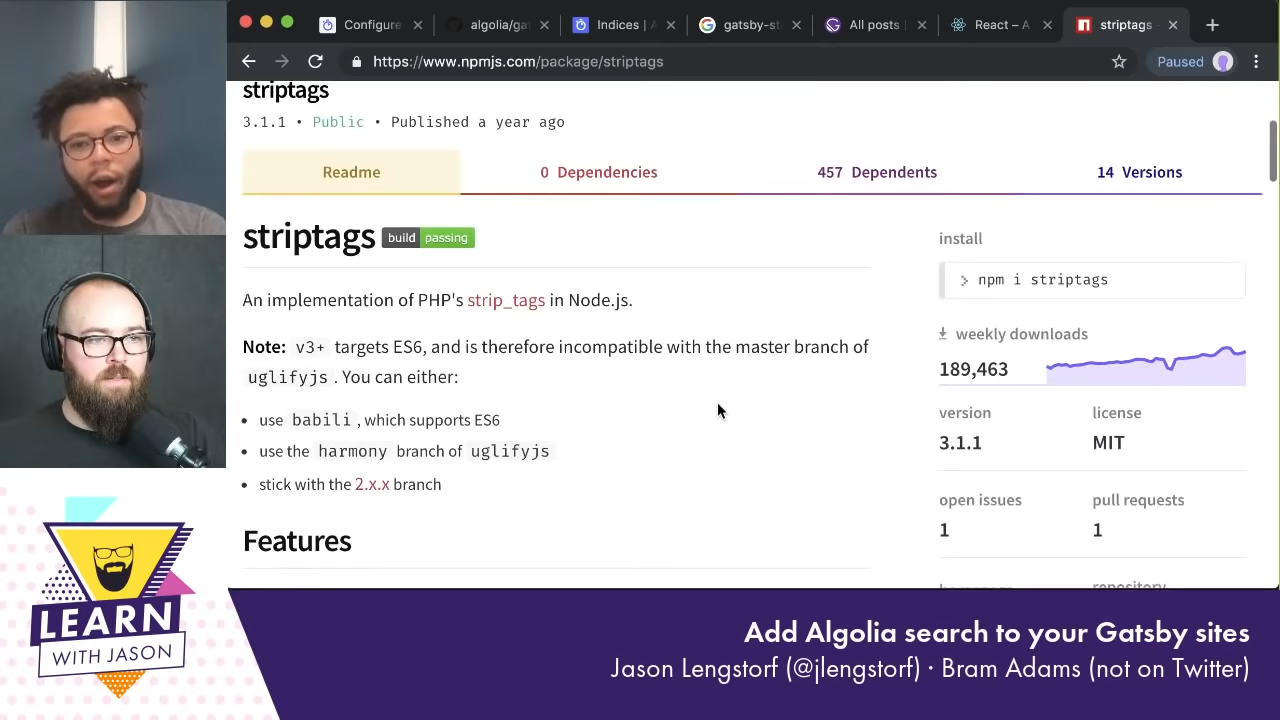 Configure
algolia/ga
Indices | A
gatsby-st
All posts |
React – A
striptags
https://www.npmjs.com/package/striptags
Paused
striptags
3.1.1 • Public • Published a year ago
Readme
0 Dependencies
457 Dependents
14 Versions
striptags build passing
An implementation of PHP's strip_tags in Node.js.
Note: v3+ targets ES6, and is therefore incompatible with the master branch of
uglifyjs . You can either:
• use babili , which supports ES6
• use the harmony branch of uglifyjs
• stick with the 2.x.x branch
Features
install
> npm i striptags
weekly downloads
189,463
version
license
3.1.1
MIT
open issues
pull requests
1
1
repository
LEARN
WITH JASON
Add Algolia search to your Gatsby sites
Jason Lengstorf (@jlengstorf) · Bram Adams (not on Twitter)